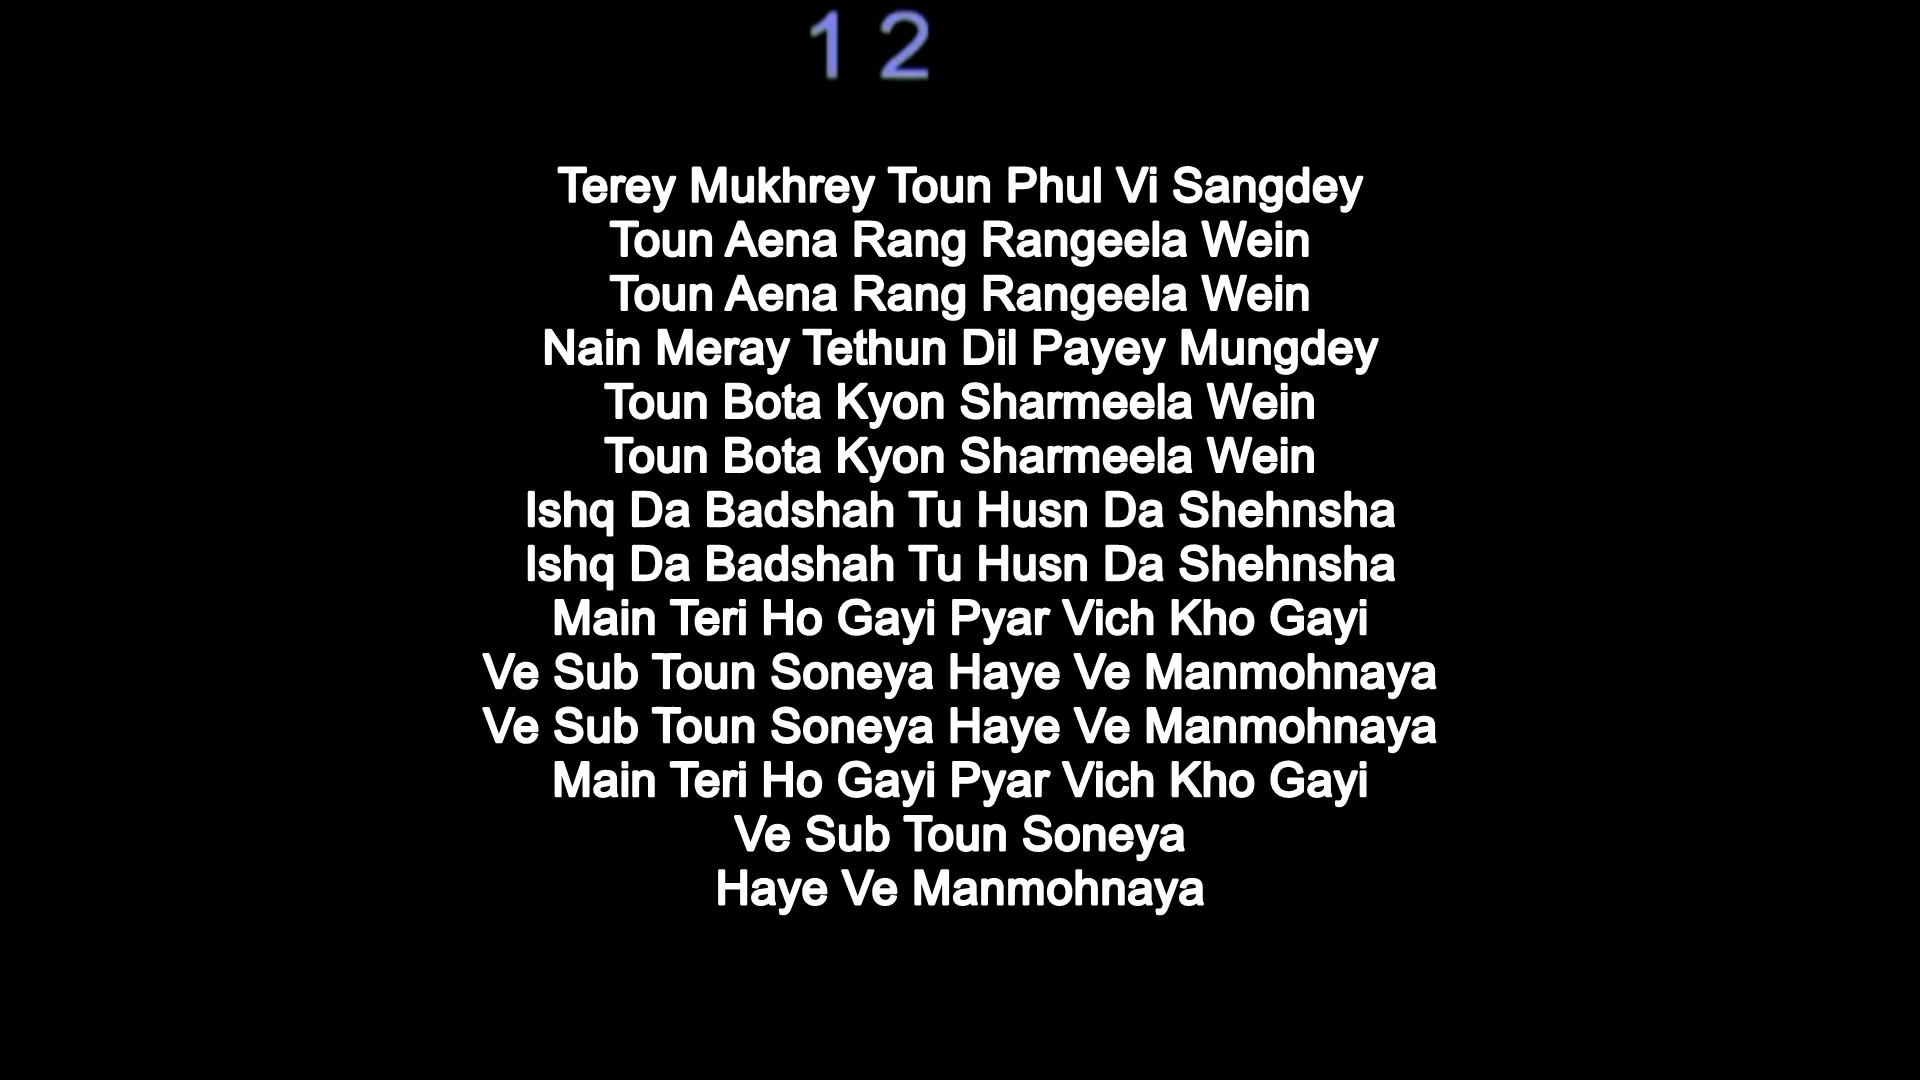 1 2
Terey Mukhrey Toun Phul Vi Sangdey
Toun Aena Rang Rangeela Wein
Toun Aena Rang Rangeela Wein
Nain Meray Tethun Dil Payey Mungdey
Toun Bota Kyon Sharmeela Wein
Toun Bota Kyon Sharmeela Wein
Ishq Da Badshah Tu Husn Da Shehnsha
Ishq Da Badshah Tu Husn Da Shehnsha
Main Teri Ho Gayi Pyar Vich Kho Gayi
Ve Sub Toun Soneya Haye Ve Manmohnaya
Ve Sub Toun Soneya Haye Ve Manmohnaya
Main Teri Ho Gayi Pyar Vich Kho Gayi
Ve Sub Toun Soneya
Haye Ve Manmohnaya